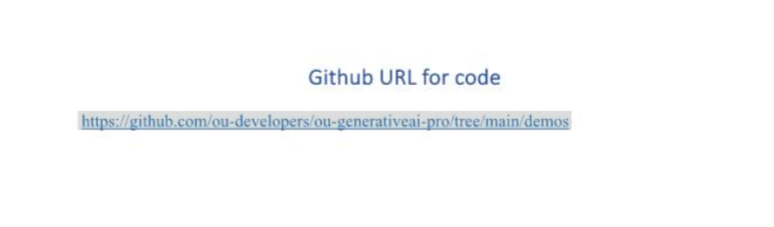 Github URL for code
https://github.com/ou-developers/ou-generativeai-pro/tree/main/demos